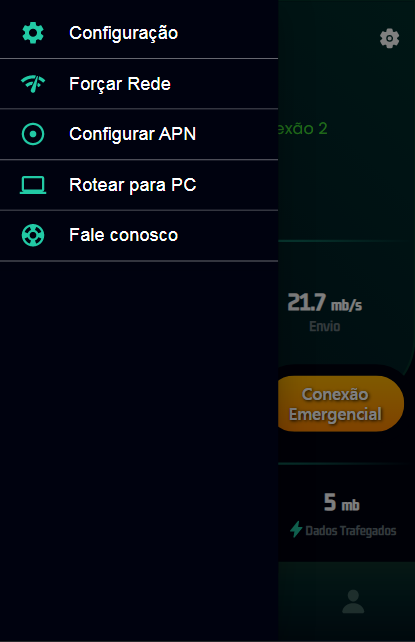 Configuração
Forçar Rede
Configurar APN
Rotear para PC
Fale conosco
exão 2
21.7 mb/s
Envio
Conexão
Emergencial
5 mb
Dados Trafegados